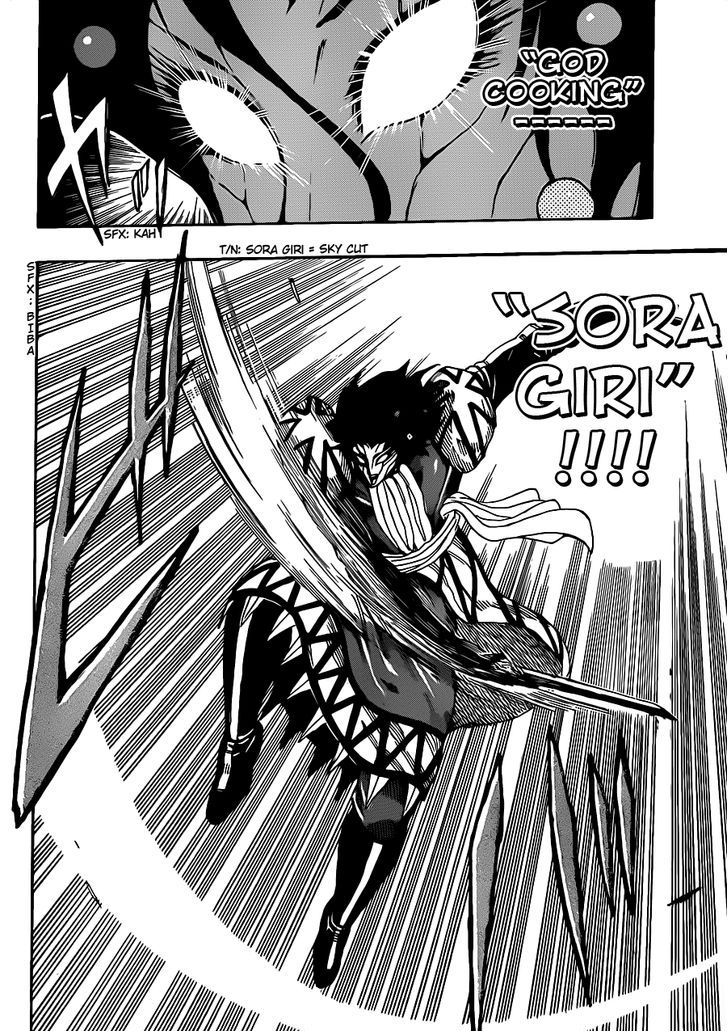 "GOD
COOKING"
------
SFX: KAH
T/N: SORA GIRI = SKY CUT
SFX: BIBA
"SORA
GIRI"
!!!!